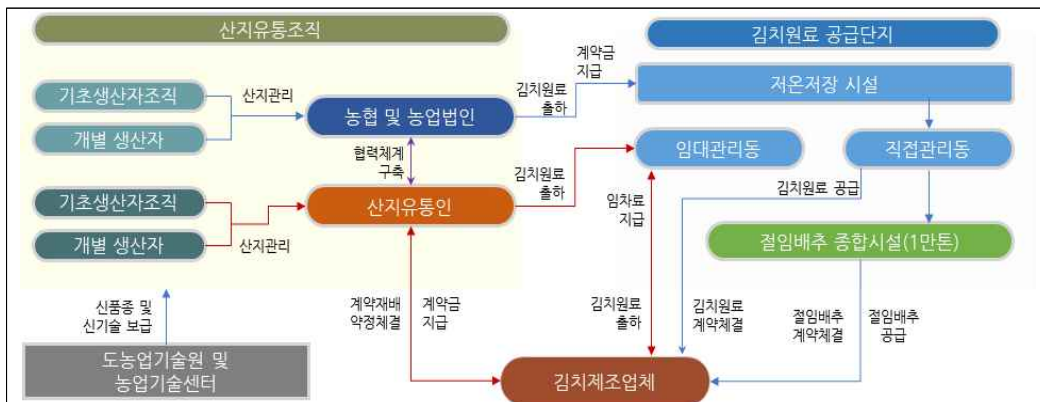 산지유통조직
김치원료 공급단지
계약금
지급
저온저장 시설
기초생산자조직
산지관리
김치원료
출하
농협 및 농업법인
개별 생산자
협력체계
구축
임대관리동
직접관리동
김치원료
출하
김치원료 공급
기초생산자조직
산지유통인
임차료
지급
개별 생산자
산지관리
절임배추 종합시설(1만톤)
신품종 및
신기술 보급
계약재배
약정체결
계약금
지급
김치원료
출하
김치원료
계약체결
절임배추
계약체결
절임배추
공급
도농업기술원 및
농업기술센터
김치제조업체